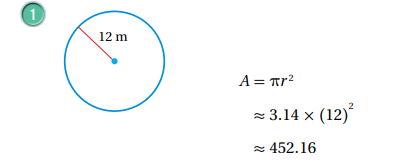 1
12 m
A = πr²
≈ 3.14 × (12)²
≈ 452.16